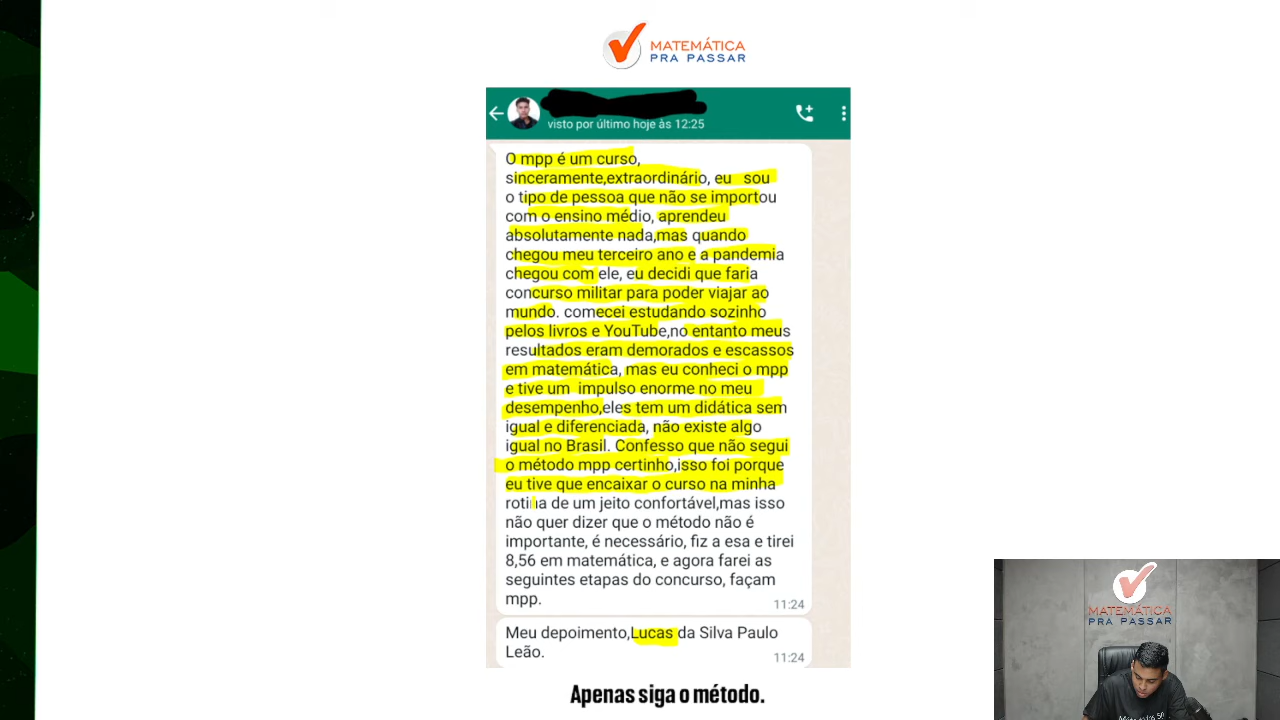 MATEMÁTICA
PRA PASSAR
visto por último hoje às 12:25
O mpp é um curso,
sinceramente,extraordinário, eu sou
o tipo de pessoa que não se importou
com o ensino médio, aprendeu
absolutamente nada,mas quando
chegou meu terceiro ano e a pandemia
chegou com ele, eu decidi que faria
concurso militar para poder viajar ao
mundo. comecei estudando sozinho
pelos livros e YouTube,no entanto meus
resultados eram demorados e escassos
em matemática, mas eu conheci o mpp
e tive um impulso enorme no meu
desempenho,eles tem um didática sem
igual e diferenciada, não existe algo
igual no Brasil. Confesso que não segui
o método mpp certinho,isso foi porque
eu tive que encaixar o curso na minha
rotina de um jeito confortável,mas isso
não quer dizer que o método não é
importante, é necessário, fiz a esa e tirei
8,56 em matemática, e agora farei as
seguintes etapas do concurso, façam
mpp.
11:24
Meu depoimento,Lucas da Silva Paulo
Leão.
11:24
Apenas siga o método.
MATEMÁTICA
PRA PASSAR